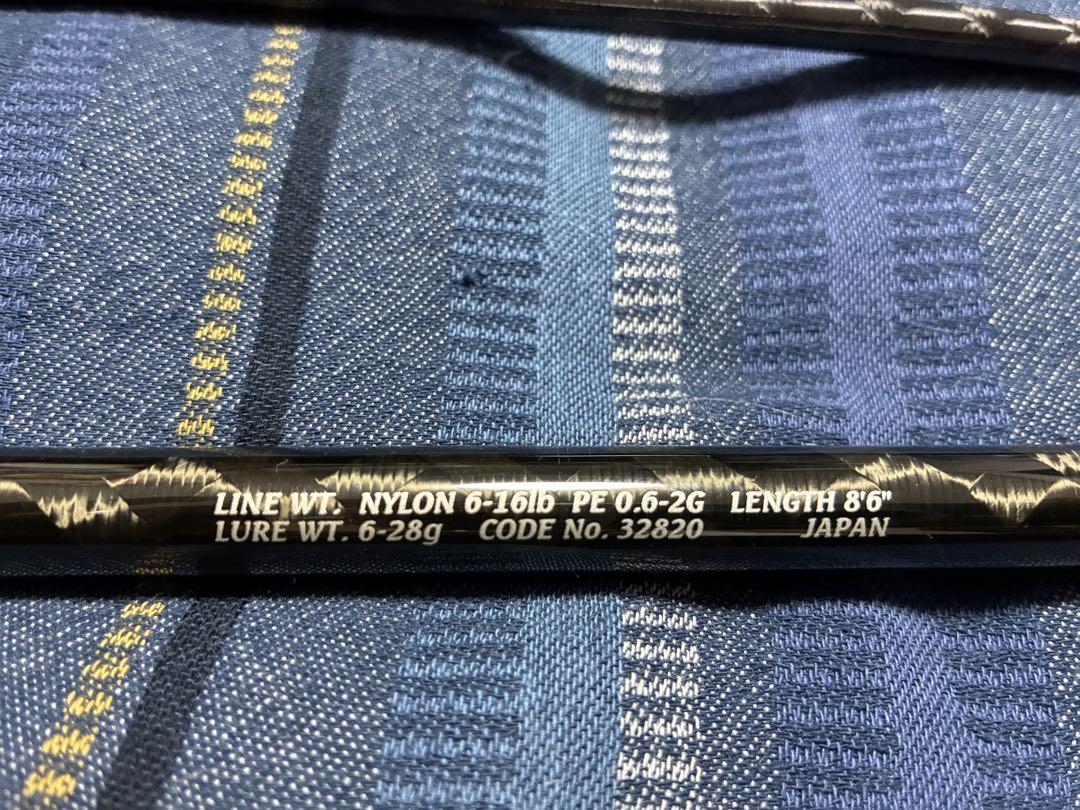 LINE WT. NYLON 6-16lb PE 0.6-2G LENGTH 8'6"
LURE WT. 6-28g CODE No. 32820 JAPAN